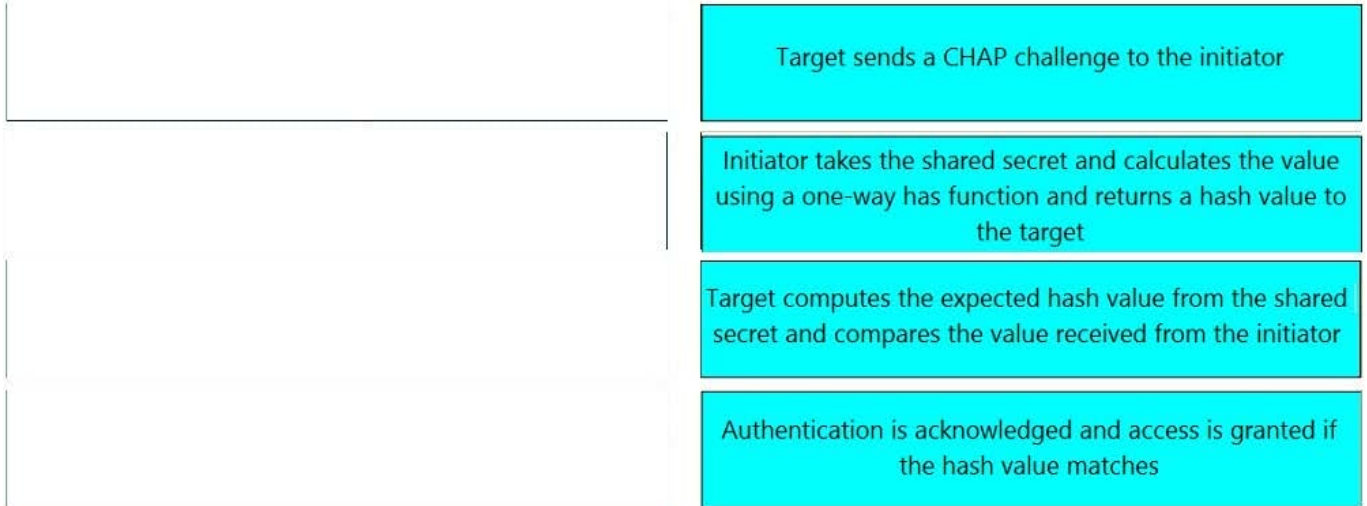 Target sends a CHAP challenge to the initiator
Initiator takes the shared secret and calculates the value
using a one-way has function and returns a hash value to
the target
Target computes the expected hash value from the shared
secret and compares the value received from the initiator
Authentication is acknowledged and access is granted if
the hash value matches